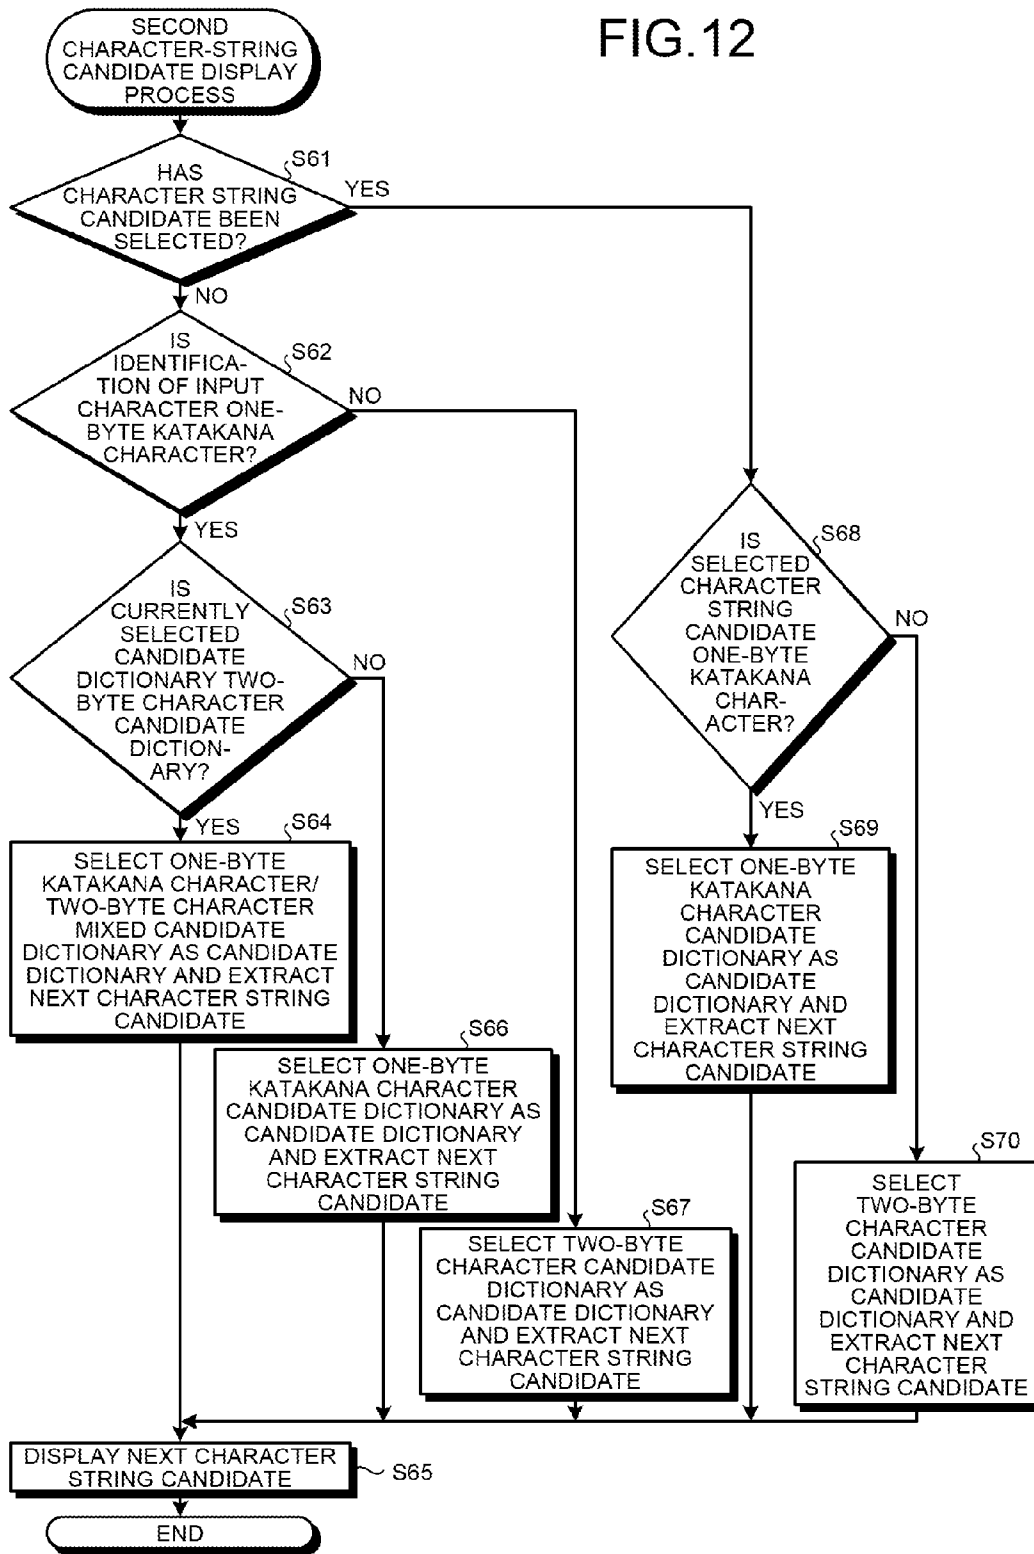 FIG.12
SECOND
CHARACTER-STRING
CANDIDATE DISPLAY
PROCESS
S61
HAS
CHARACTER STRING
CANDIDATE BEEN
SELECTED?
YES
NO
S62
IS
IDENTIFICA-
TION OF INPUT
CHARACTER ONE-
BYTE KATAKANA
CHARACTER?
NO
YES
S63
IS
CURRENTLY
SELECTED
CANDIDATE
DICTIONARY TWO-
BYTE CHARACTER
CANDIDATE
DICTION-
ARY?
NO
YES
S64
SELECT ONE-BYTE
KATAKANA CHARACTER/
TWO-BYTE CHARACTER
MIXED CANDIDATE
DICTIONARY AS CANDIDATE
DICTIONARY AND EXTRACT
NEXT CHARACTER STRING
CANDIDATE
S66
SELECT ONE-BYTE
KATAKANA CHARACTER
CANDIDATE DICTIONARY AS
CANDIDATE DICTIONARY
AND EXTRACT NEXT
CHARACTER STRING
CANDIDATE
S67
SELECT TWO-BYTE
CHARACTER CANDIDATE
DICTIONARY AS
CANDIDATE DICTIONARY
AND EXTRACT NEXT
CHARACTER STRING
CANDIDATE
S68
IS
SELECTED
CHARACTER
STRING
CANDIDATE
ONE-BYTE
KATAKANA
CHAR-
ACTER?
NO
YES
S69
SELECT ONE-BYTE
KATAKANA
CHARACTER
CANDIDATE
DICTIONARY AS
CANDIDATE
DICTIONARY AND
EXTRACT NEXT
CHARACTER STRING
CANDIDATE
S70
SELECT
TWO-BYTE
CHARACTER
CANDIDATE
DICTIONARY AS
CANDIDATE
DICTIONARY AND
EXTRACT NEXT
CHARACTER
STRING CANDIDATE
DISPLAY NEXT CHARACTER
STRING CANDIDATE
S65
END